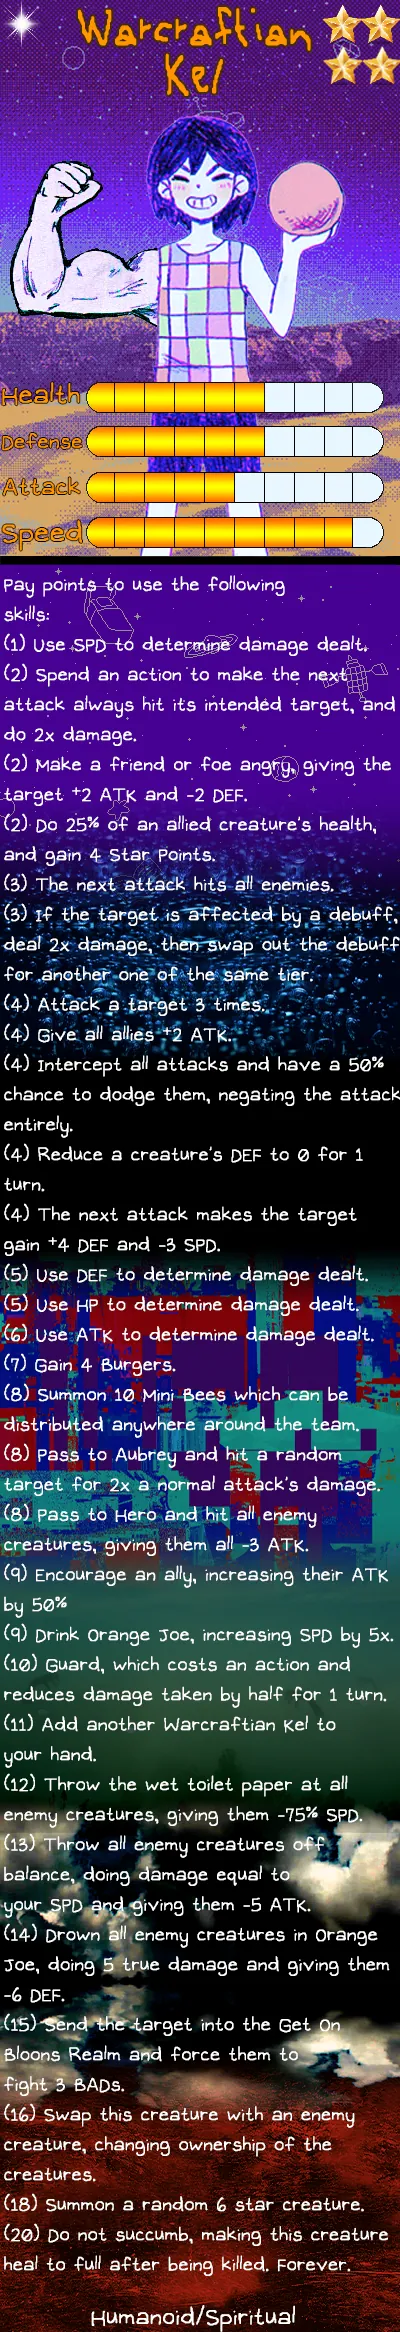 Warcraftian
Kel
Health
Defense
Attack
Speed
Pay points to use the following
skills:
(1) Use SPD to determine damage dealt.
(2) Spend an action to make the next
attack always hit its intended target, and
do 2x damage.
(2) Make a friend or foe angry, giving the
target +2 ATK and -2 DEF.
(2) Do 25% of an allied creature's health,
and gain 4 Star Points.
(3) The next attack hits all enemies.
(3) If the target is affected by a debuff,
deal 2x damage, then swap out the debuff
for another one of the same tier.
(4) Attack a target 3 times.
(4) Give all allies +2 ATK.
(4) Intercept all attacks and have a 50%
chance to dodge them, negating the attack
entirely.
(4) Reduce a creature's DEF to 0 for 1
turn.
(4) The next attack makes the target
gain +4 DEF and -3 SPD.
(5) Use DEF to determine damage dealt.
(5) Use HP to determine damage dealt.
(6) Use ATK to determine damage dealt.
(7) Gain 4 Burgers.
(8) Summon 10 Mini Bees which can be
distributed anywhere around the team.
(8) Pass to Aubrey and hit a random
target for 2x a normal attack's damage.
(8) Pass to Hero and hit all enemy
creatures, giving them all -3 ATK.
(9) Encourage an ally, increasing their ATK
by 50%
(9) Drink Orange Joe, increasing SPD by 5x.
(10) Guard, which costs an action and
reduces damage taken by half for 1 turn.
(11) Add another Warcraftian Kel to
your hand.
(12) Throw the wet toilet paper at all
enemy creatures, giving them -75% SPD.
(13) Throw all enemy creatures off
balance, doing damage equal to
your SPD and giving them -5 ATK.
(14) Drown all enemy creatures in Orange
Joe, doing 5 true damage and giving them
-6 DEF.
(15) Send the target into the Get On
Bloons Realm and force them to
fight 3 BADs.
(16) Swap this creature with an enemy
creature, changing ownership of the
creatures.
(18) Summon a random 6 star creature.
(20) Do not succumb, making this creature
heal to full after being killed. Forever.
Humanoid/Spiritual